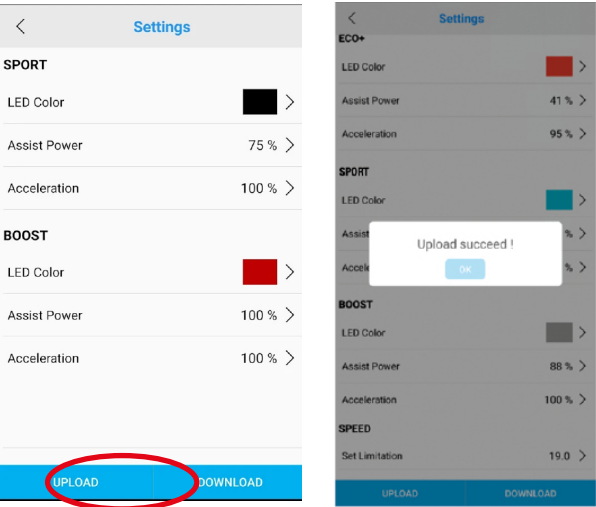 Settings
SPORT
LED Color
Assist Power 75 %
Acceleration 100 %
BOOST
LED Color
Assist Power 100 %
Acceleration 100 %
UPLOAD DOWNLOAD
Settings
ECO+
LED Color
Assist Power 41 %
Acceleration 95 %
SPORT
LED Color
Assist %
Accele %
Upload succeed !
OK
BOOST
LED Color
Assist Power 88 %
Acceleration 100 %
SPEED
Set Limitation 19.0
UPLOAD DOWNLOAD